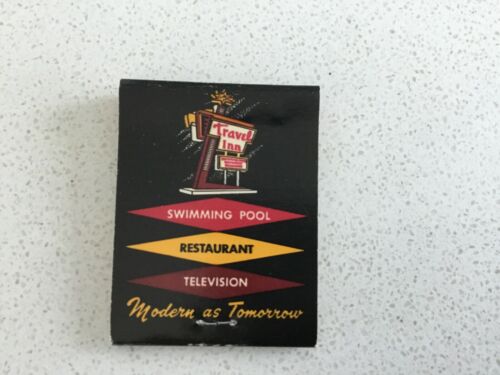 Travel
Inn
SWIMMING POOL
RESTAURANT
TELEVISION
Modern as Tomorrow